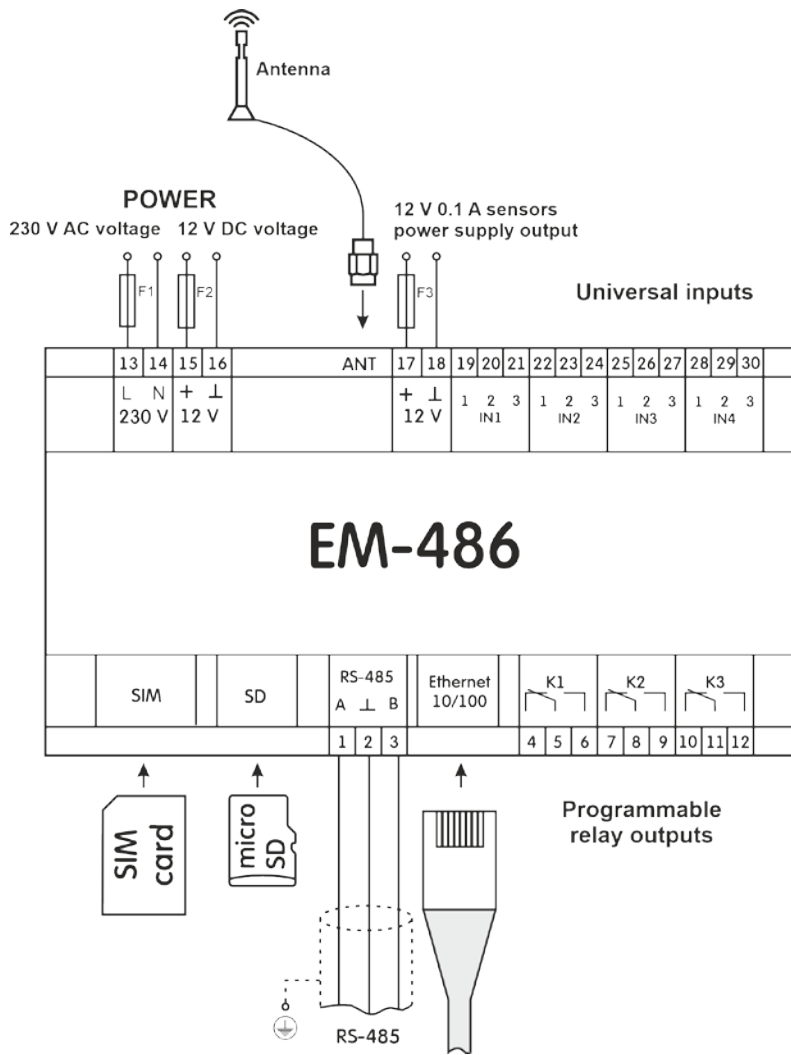 Antenna
POWER
230 V AC voltage 12 V DC voltage
12 V 0.1 A sensors
power supply output
F1 F2 F3
Universal inputs
13 14 15 16 ANT 17 18 19 20 21 22 23 24 25 26 27 28 29 30
L N + ⊥ + ⊥ 1 2 3 1 2 3 1 2 3 1 2 3
230 V 12 V 12 V IN1 IN2 IN3 IN4
EM-486
SIM SD
RS-485
A ⊥ B
Ethernet
10/100
K1 K2 K3
1 2 3 4 5 6 7 8 9 10 11 12
SIM
card
micro
SD
Programmable
relay outputs
RS-485